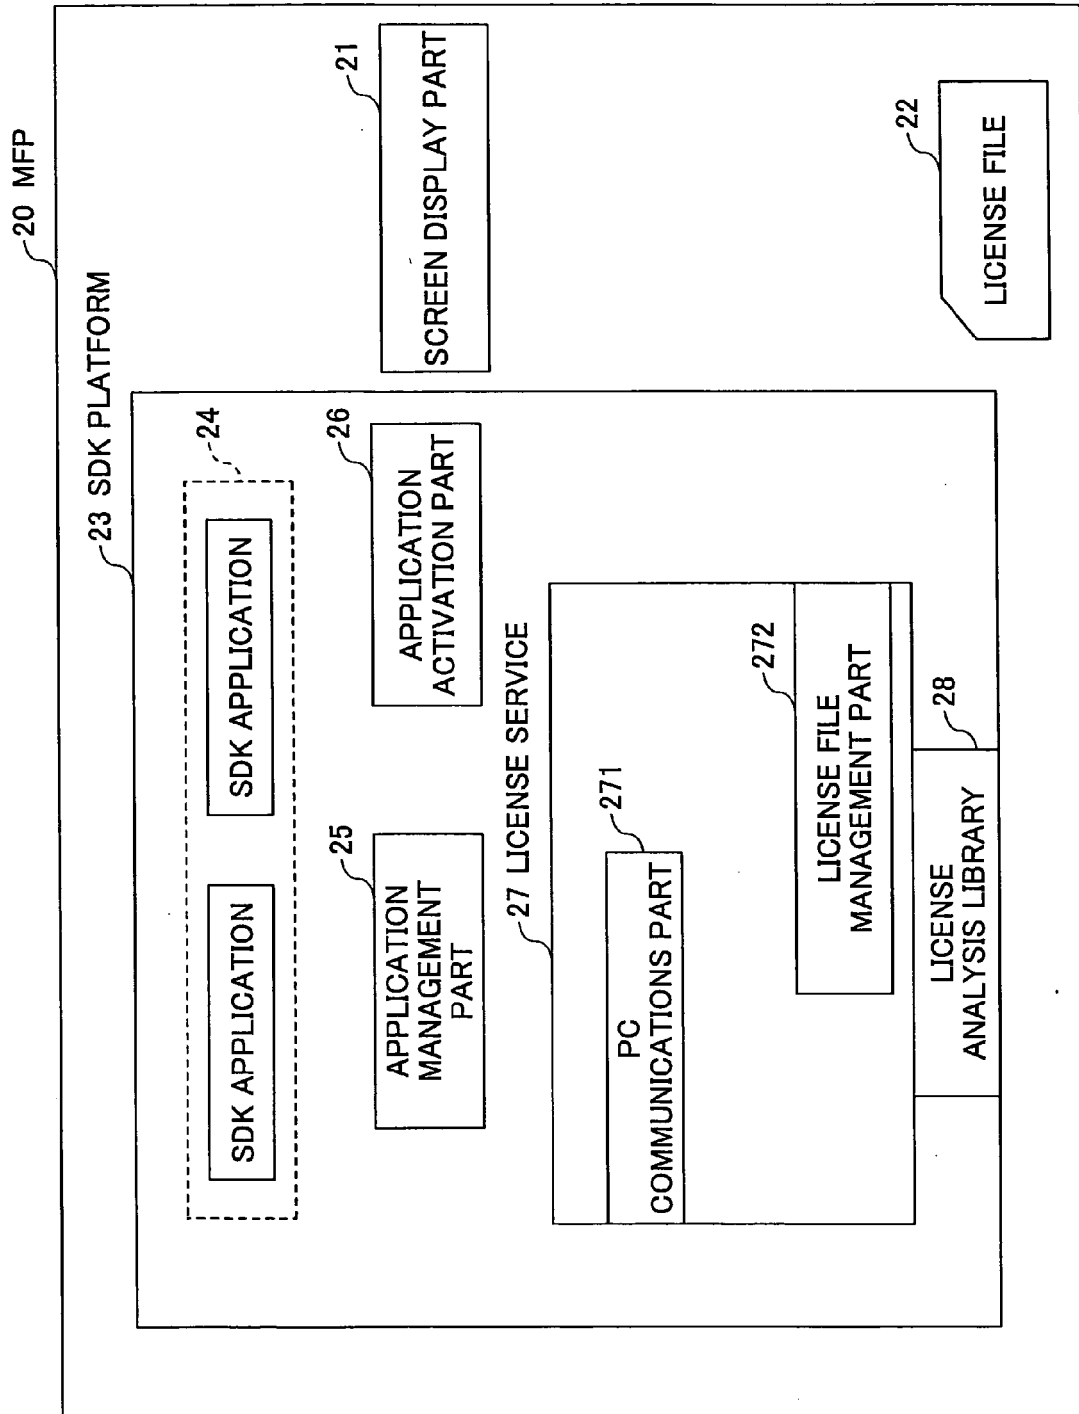 20 MFP
23 SDK PLATFORM
24
SDK APPLICATION
SDK APPLICATION
25
APPLICATION
MANAGEMENT
PART
26
APPLICATION
ACTIVATION PART
21
SCREEN DISPLAY PART
27 LICENSE SERVICE
271
PC
COMMUNICATIONS PART
272
LICENSE FILE
MANAGEMENT PART
28
LICENSE
ANALYSIS LIBRARY
22
LICENSE FILE